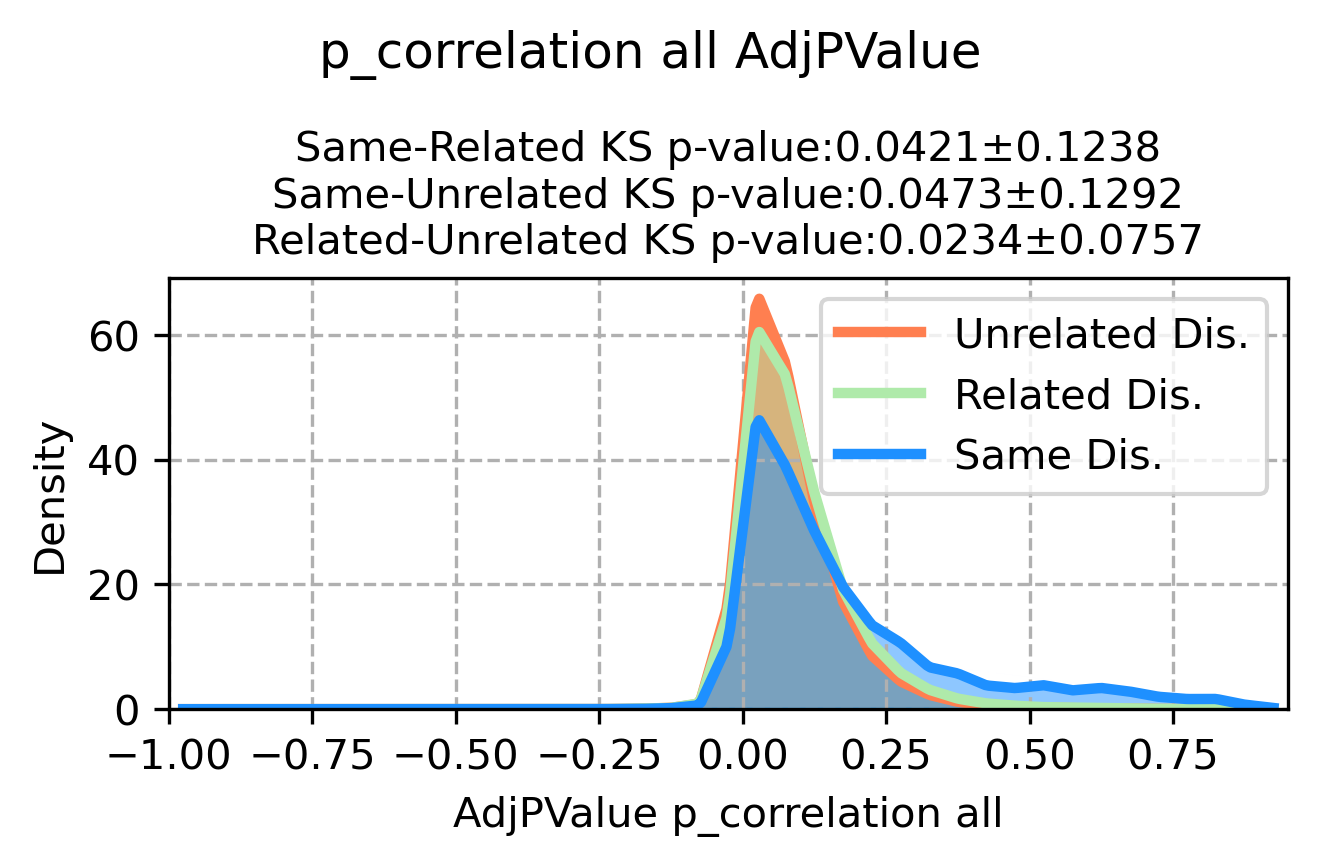 p_correlation all AdjPValue
Same-Related KS p-value:0.0421±0.1238
Same-Unrelated KS p-value:0.0473±0.1292
Related-Unrelated KS p-value:0.0234±0.0757
Unrelated Dis.
Related Dis.
Same Dis.
Density
60
40
20
0
−1.00 −0.75 −0.50 −0.25 0.00 0.25 0.50 0.75
AdjPValue p_correlation all